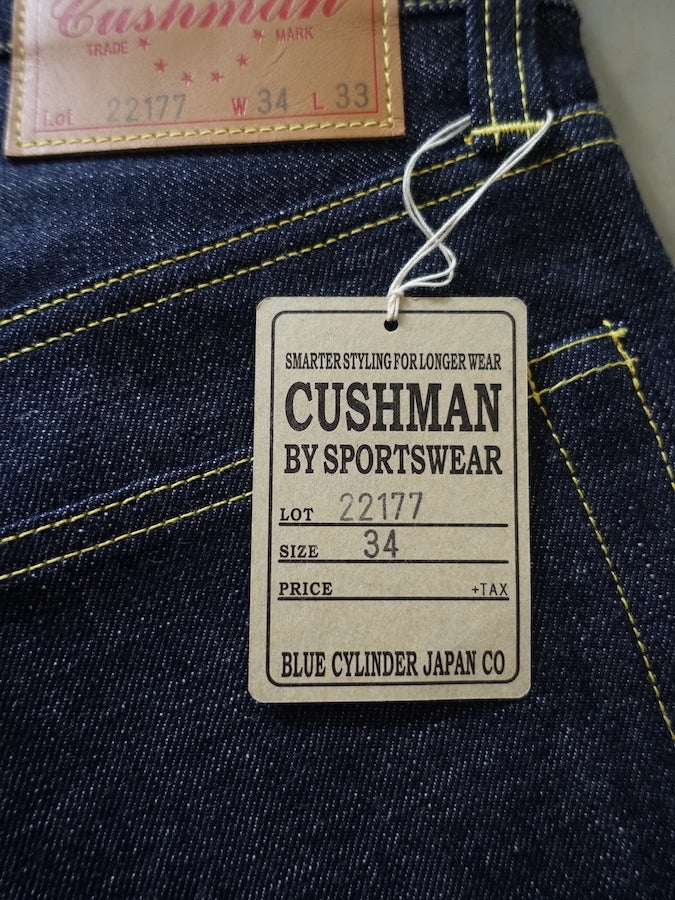 Cushman
TRADE MARK
Lot 22177 W 34 L 33
SMARTER STYLING FOR LONGER WEAR
CUSHMAN
BY SPORTSWEAR
LOT 22177
SIZE 34
PRICE +TAX
BLUE CYLINDER JAPAN CO